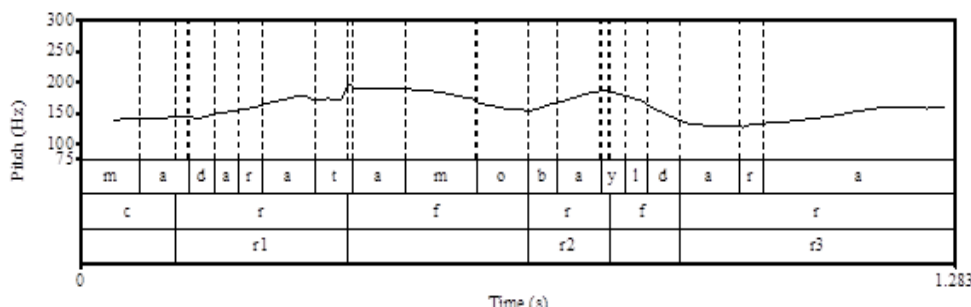 300
250
200
150
100
75
Pitch (Hz)
m a d a r a t a m o b a y l d a r a
c r f r f r
r1 r2 r3
0 1.283
Time (s)